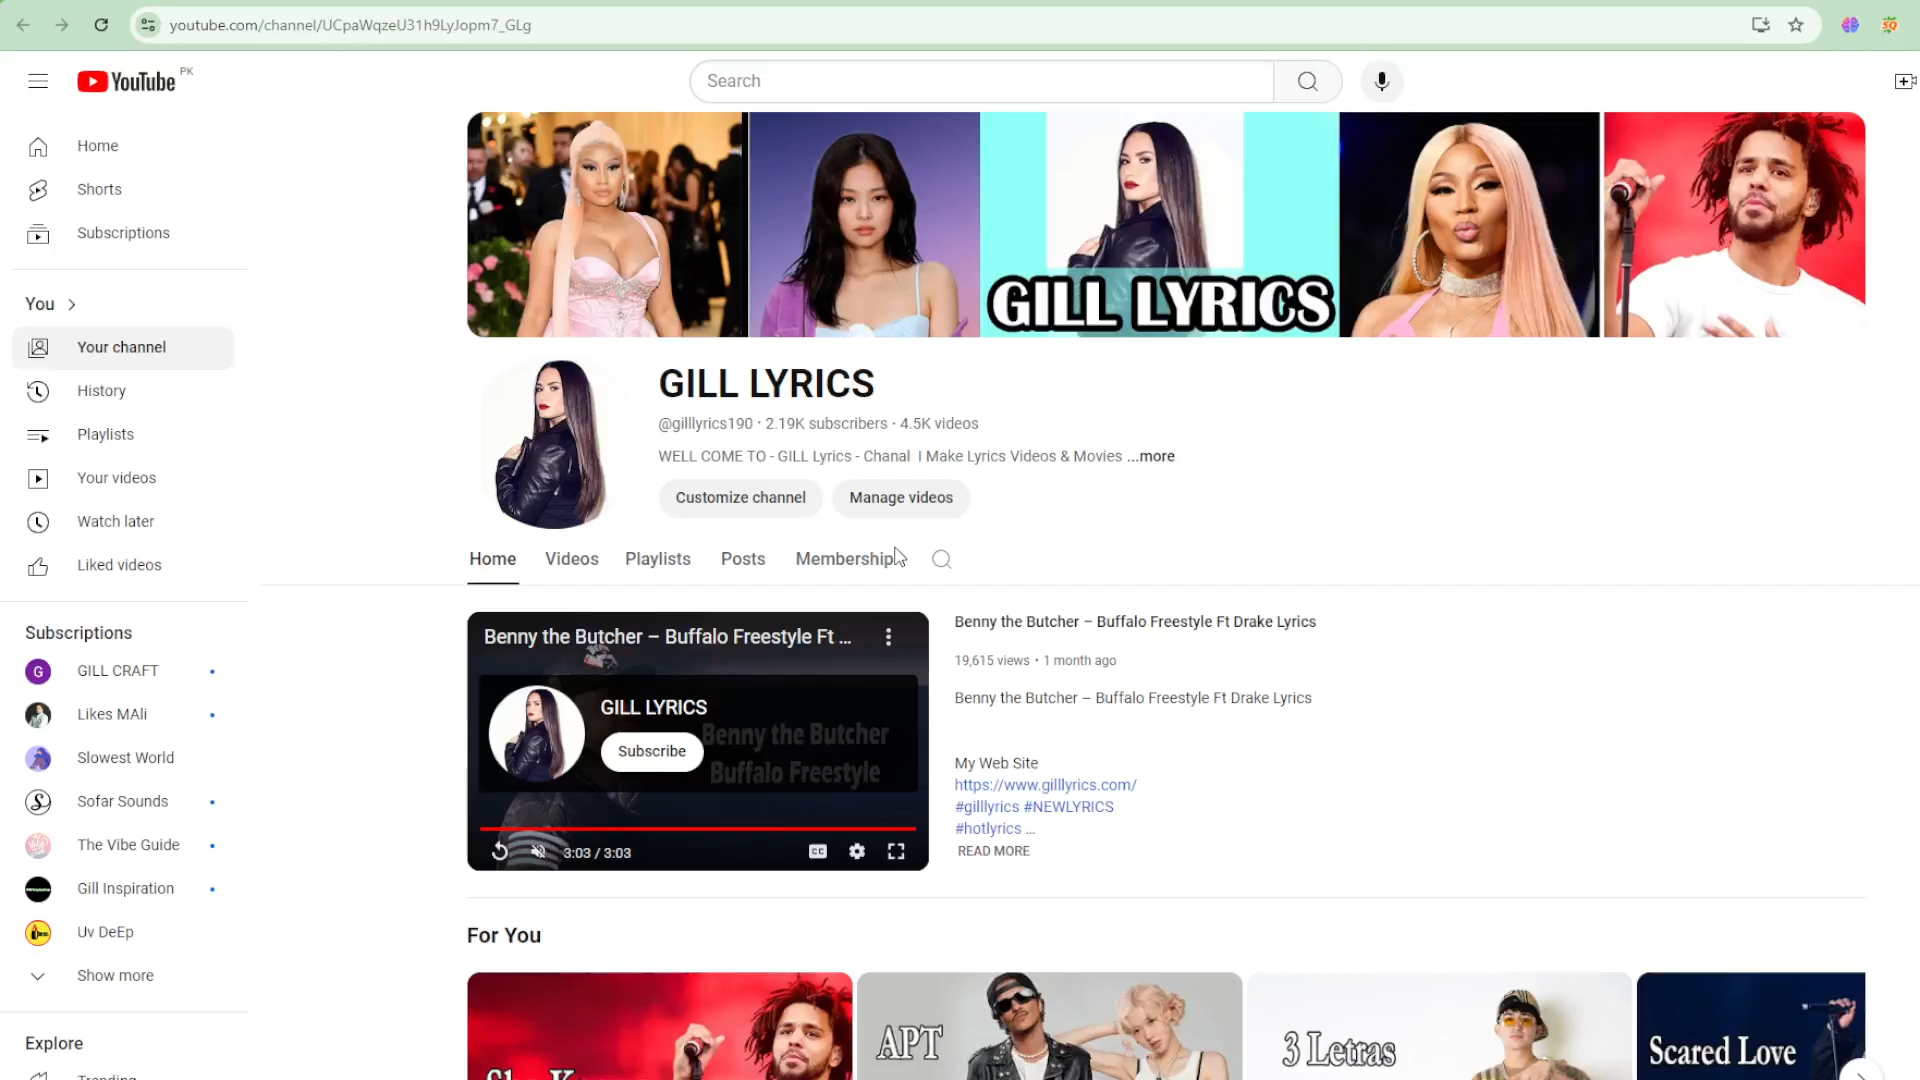 youtube.com/channel/UCpaWqzeU31h9LyJopm7_GLg
YouTube PK
Search
Home
Shorts
Subscriptions
You
Your channel
History
Playlists
Your videos
Watch later
Liked videos
Subscriptions
G GILL CRAFT
Likes MAli
Slowest World
Sofar Sounds
The Vibe Guide
Gill Inspiration
Uv DeEp
Show more
Explore
Trending
GILL LYRICS
GILL LYRICS
@gilllyrics190 · 2.19K subscribers · 4.5K videos
WELL COME TO - GILL Lyrics - Chanal I Make Lyrics Videos & Movies ...more
Customize channel Manage videos
Home Videos Playlists Posts Membership
Benny the Butcher – Buffalo Freestyle Ft ...
GILL LYRICS
Subscribe
Benny the Butcher
Buffalo Freestyle
3:03 / 3:03
CC
Benny the Butcher – Buffalo Freestyle Ft Drake Lyrics
19,615 views • 1 month ago
Benny the Butcher – Buffalo Freestyle Ft Drake Lyrics
My Web Site
https://www.gilllyrics.com/
#gilllyrics #NEWLYRICS
#hotlyrics ...
READ MORE
For You
APT
3 Letras
Scared Love